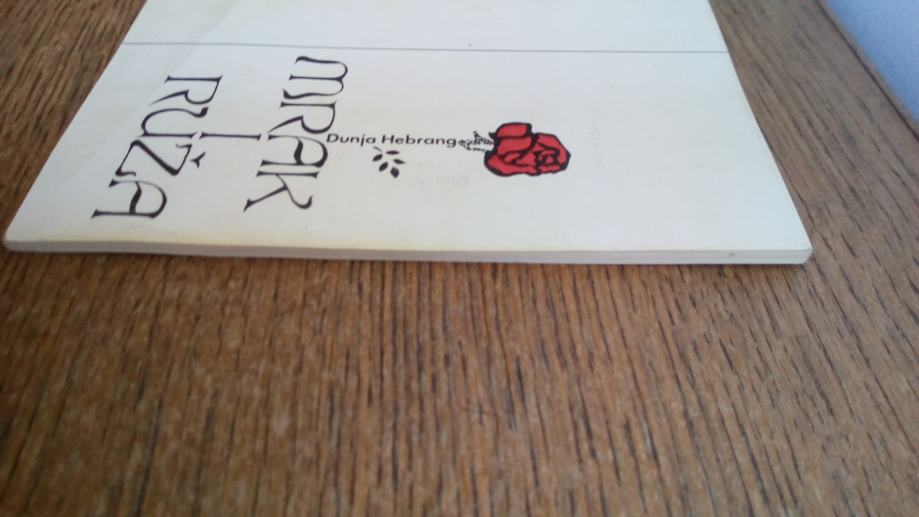 Dunja Hebrang
MRAK
I
RUŽA